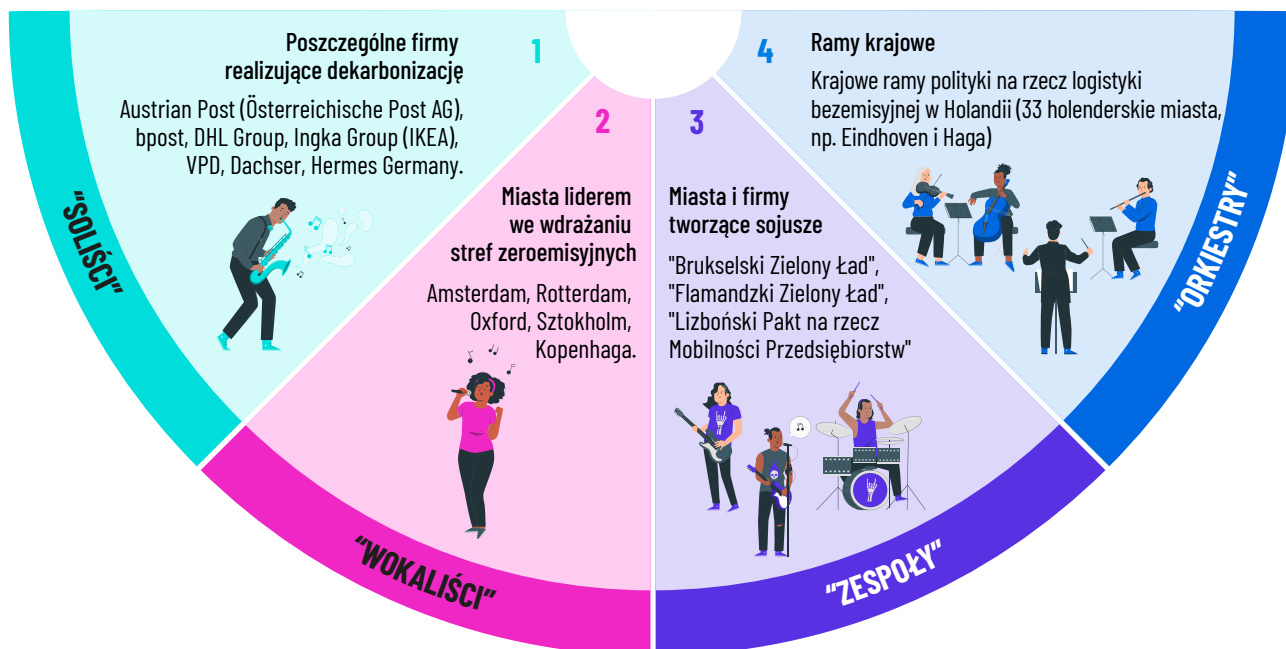 1
Poszczególne firmy
realizujące dekarbonizację
Austrian Post (Österreichische Post AG),
bpost, DHL Group, Ingka Group (IKEA),
VPD, Dachser, Hermes Germany.
"SOLIŚCI"
2
Miasta liderem
we wdrażaniu
stref zeroemisyjnych
Amsterdam, Rotterdam,
Oxford, Sztokholm,
Kopenhaga.
"WOKALIŚCI"
3
Miasta i firmy
tworzące sojusze
"Brukselski Zielony Ład",
"Flamandzki Zielony Ład",
"Lizboński Pakt na rzecz
Mobilności Przedsiębiorstw"
"ZESPOŁY"
4
Ramy krajowe
Krajowe ramy polityki na rzecz logistyki
bezemisyjnej w Holandii (33 holenderskie miasta,
np. Eindhoven i Haga)
"ORKIESTRY"